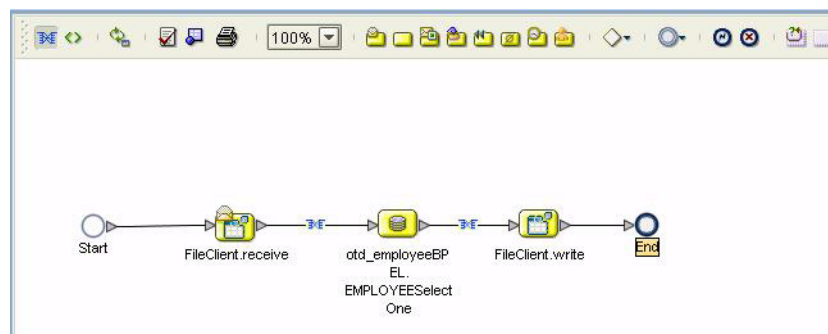 100%
Start
FileClient.receive
otd_employeeBP
EL.
EMPLOYEESelect
One
FileClient.write
End